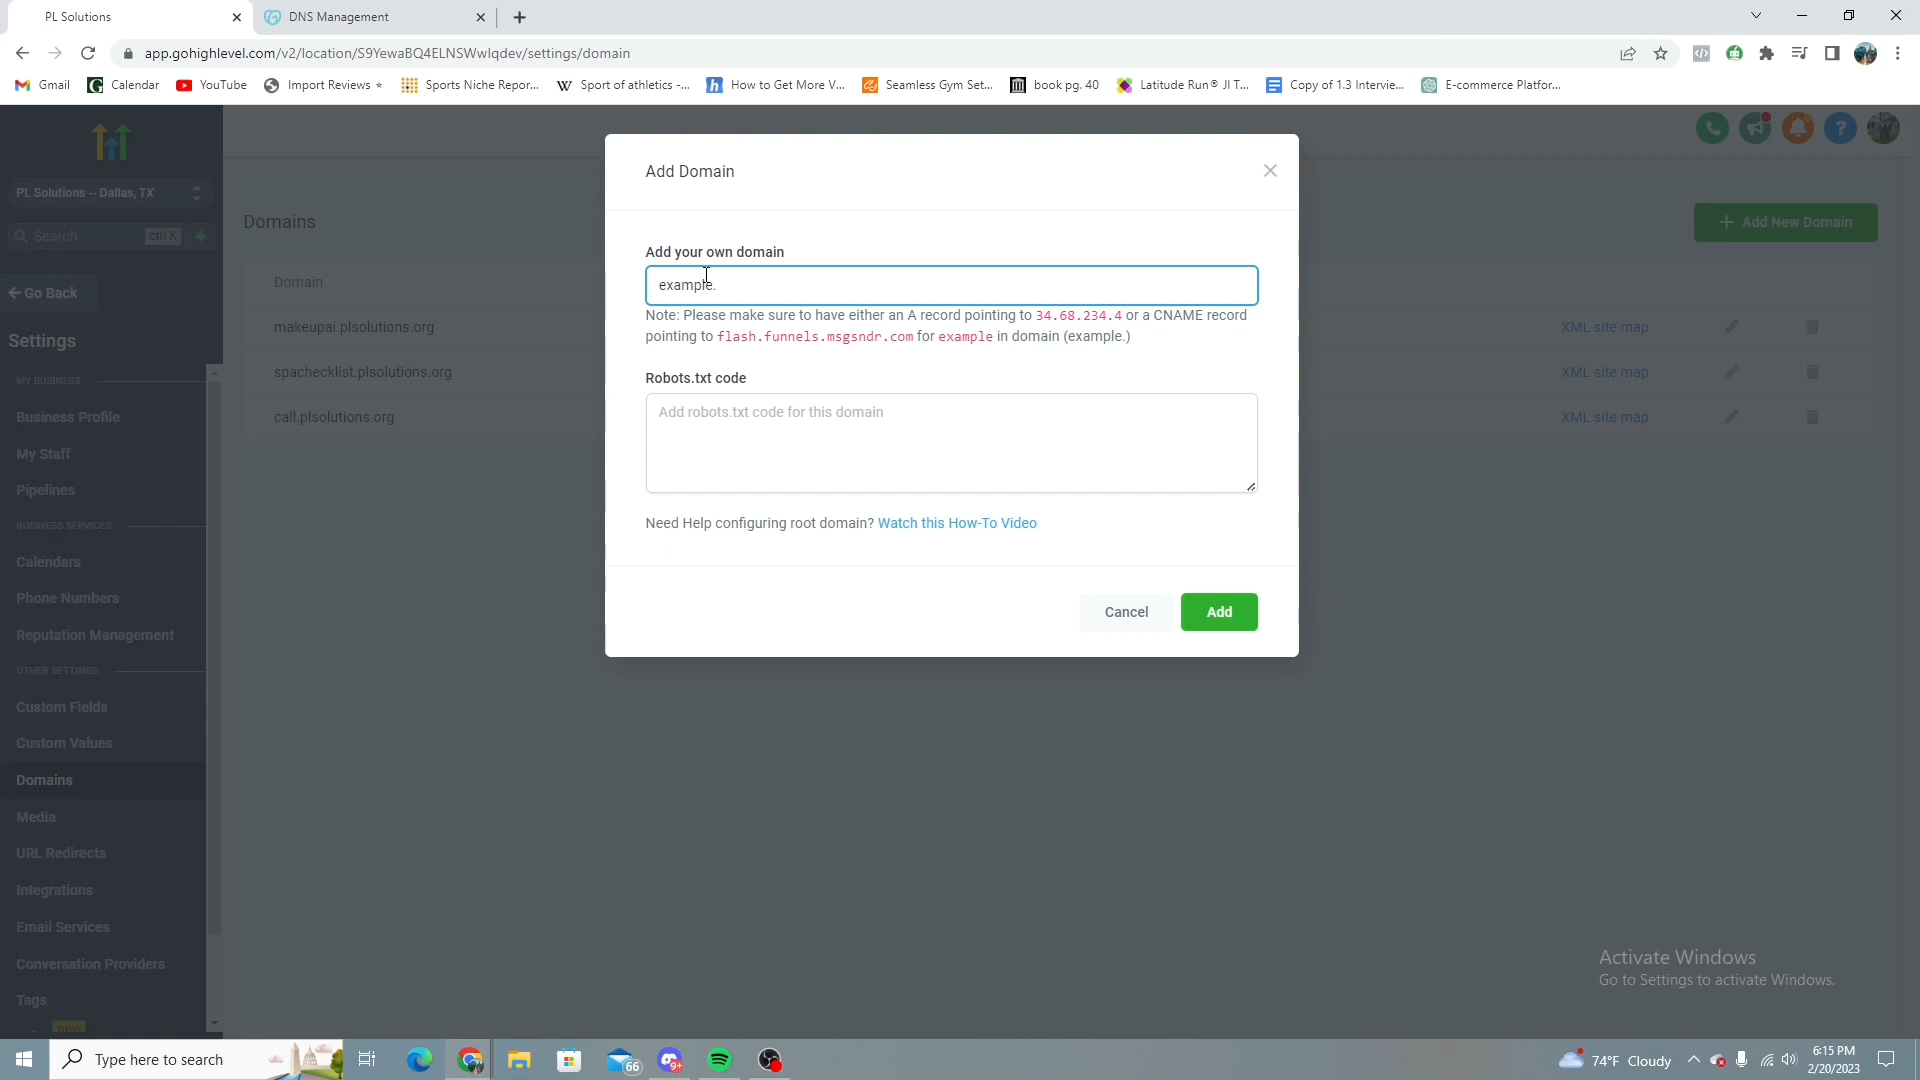 PL Solutions
DNS Management
app.gohighlevel.com/v2/location/S9YewaBQ4ELNSWwlqdev/settings/domain
Gmail
Calendar
YouTube
Import Reviews ⭐
Sports Niche Repor...
Sport of athletics -...
How to Get More V...
Seamless Gym Set...
book pg. 40
Latitude Run® JI T...
Copy of 1.3 Intervie...
E-commerce Platfor...
PL Solutions -- Dallas, TX
Search
ctrl K
Go Back
Settings
MY BUSINESS
Business Profile
My Staff
Pipelines
BUSINESS SERVICES
Calendars
Phone Numbers
Reputation Management
OTHER SETTINGS
Custom Fields
Custom Values
Domains
Media
URL Redirects
Integrations
Email Services
Conversation Providers
Tags
new
Domains
+ Add New Domain
Domain
makeupai.plsolutions.org
XML site map
spachecklist.plsolutions.org
XML site map
call.plsolutions.org
XML site map
Add Domain
Add your own domain
example.
Note: Please make sure to have either an A record pointing to 34.68.234.4 or a CNAME record
pointing to flash.funnels.msgsndr.com for example in domain (example.)
Robots.txt code
Add robots.txt code for this domain
Need Help configuring root domain? Watch this How-To Video
Cancel
Add
Activate Windows
Go to Settings to activate Windows.
Type here to search
66
9+
74°F Cloudy
6:15 PM
2/20/2023